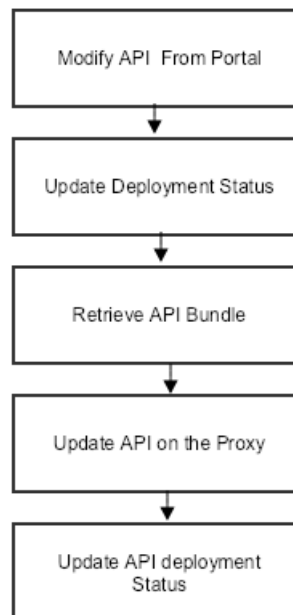 Modify API From Portal
Update Deployment Status
Retrieve API Bundle
Update API on the Proxy
Update API deployment
Status